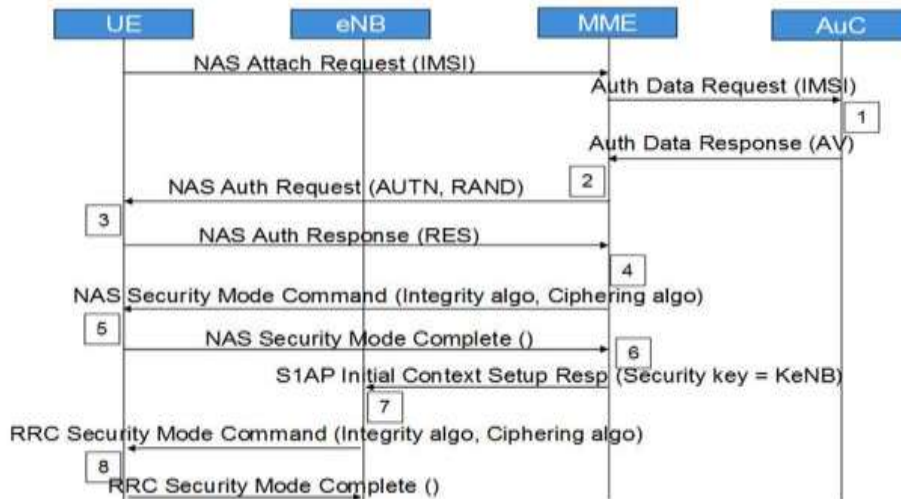 UE eNB MME AuC
NAS Attach Request (IMSI)
Auth Data Request (IMSI)
1
Auth Data Response (AV)
2
NAS Auth Request (AUTN, RAND)
3
NAS Auth Response (RES)
4
NAS Security Mode Command (Integrity algo, Ciphering algo)
5
NAS Security Mode Complete ()
6
S1AP Initial Context Setup Resp (Security key = KeNB)
7
RRC Security Mode Command (Integrity algo, Ciphering algo)
8
RRC Security Mode Complete ()